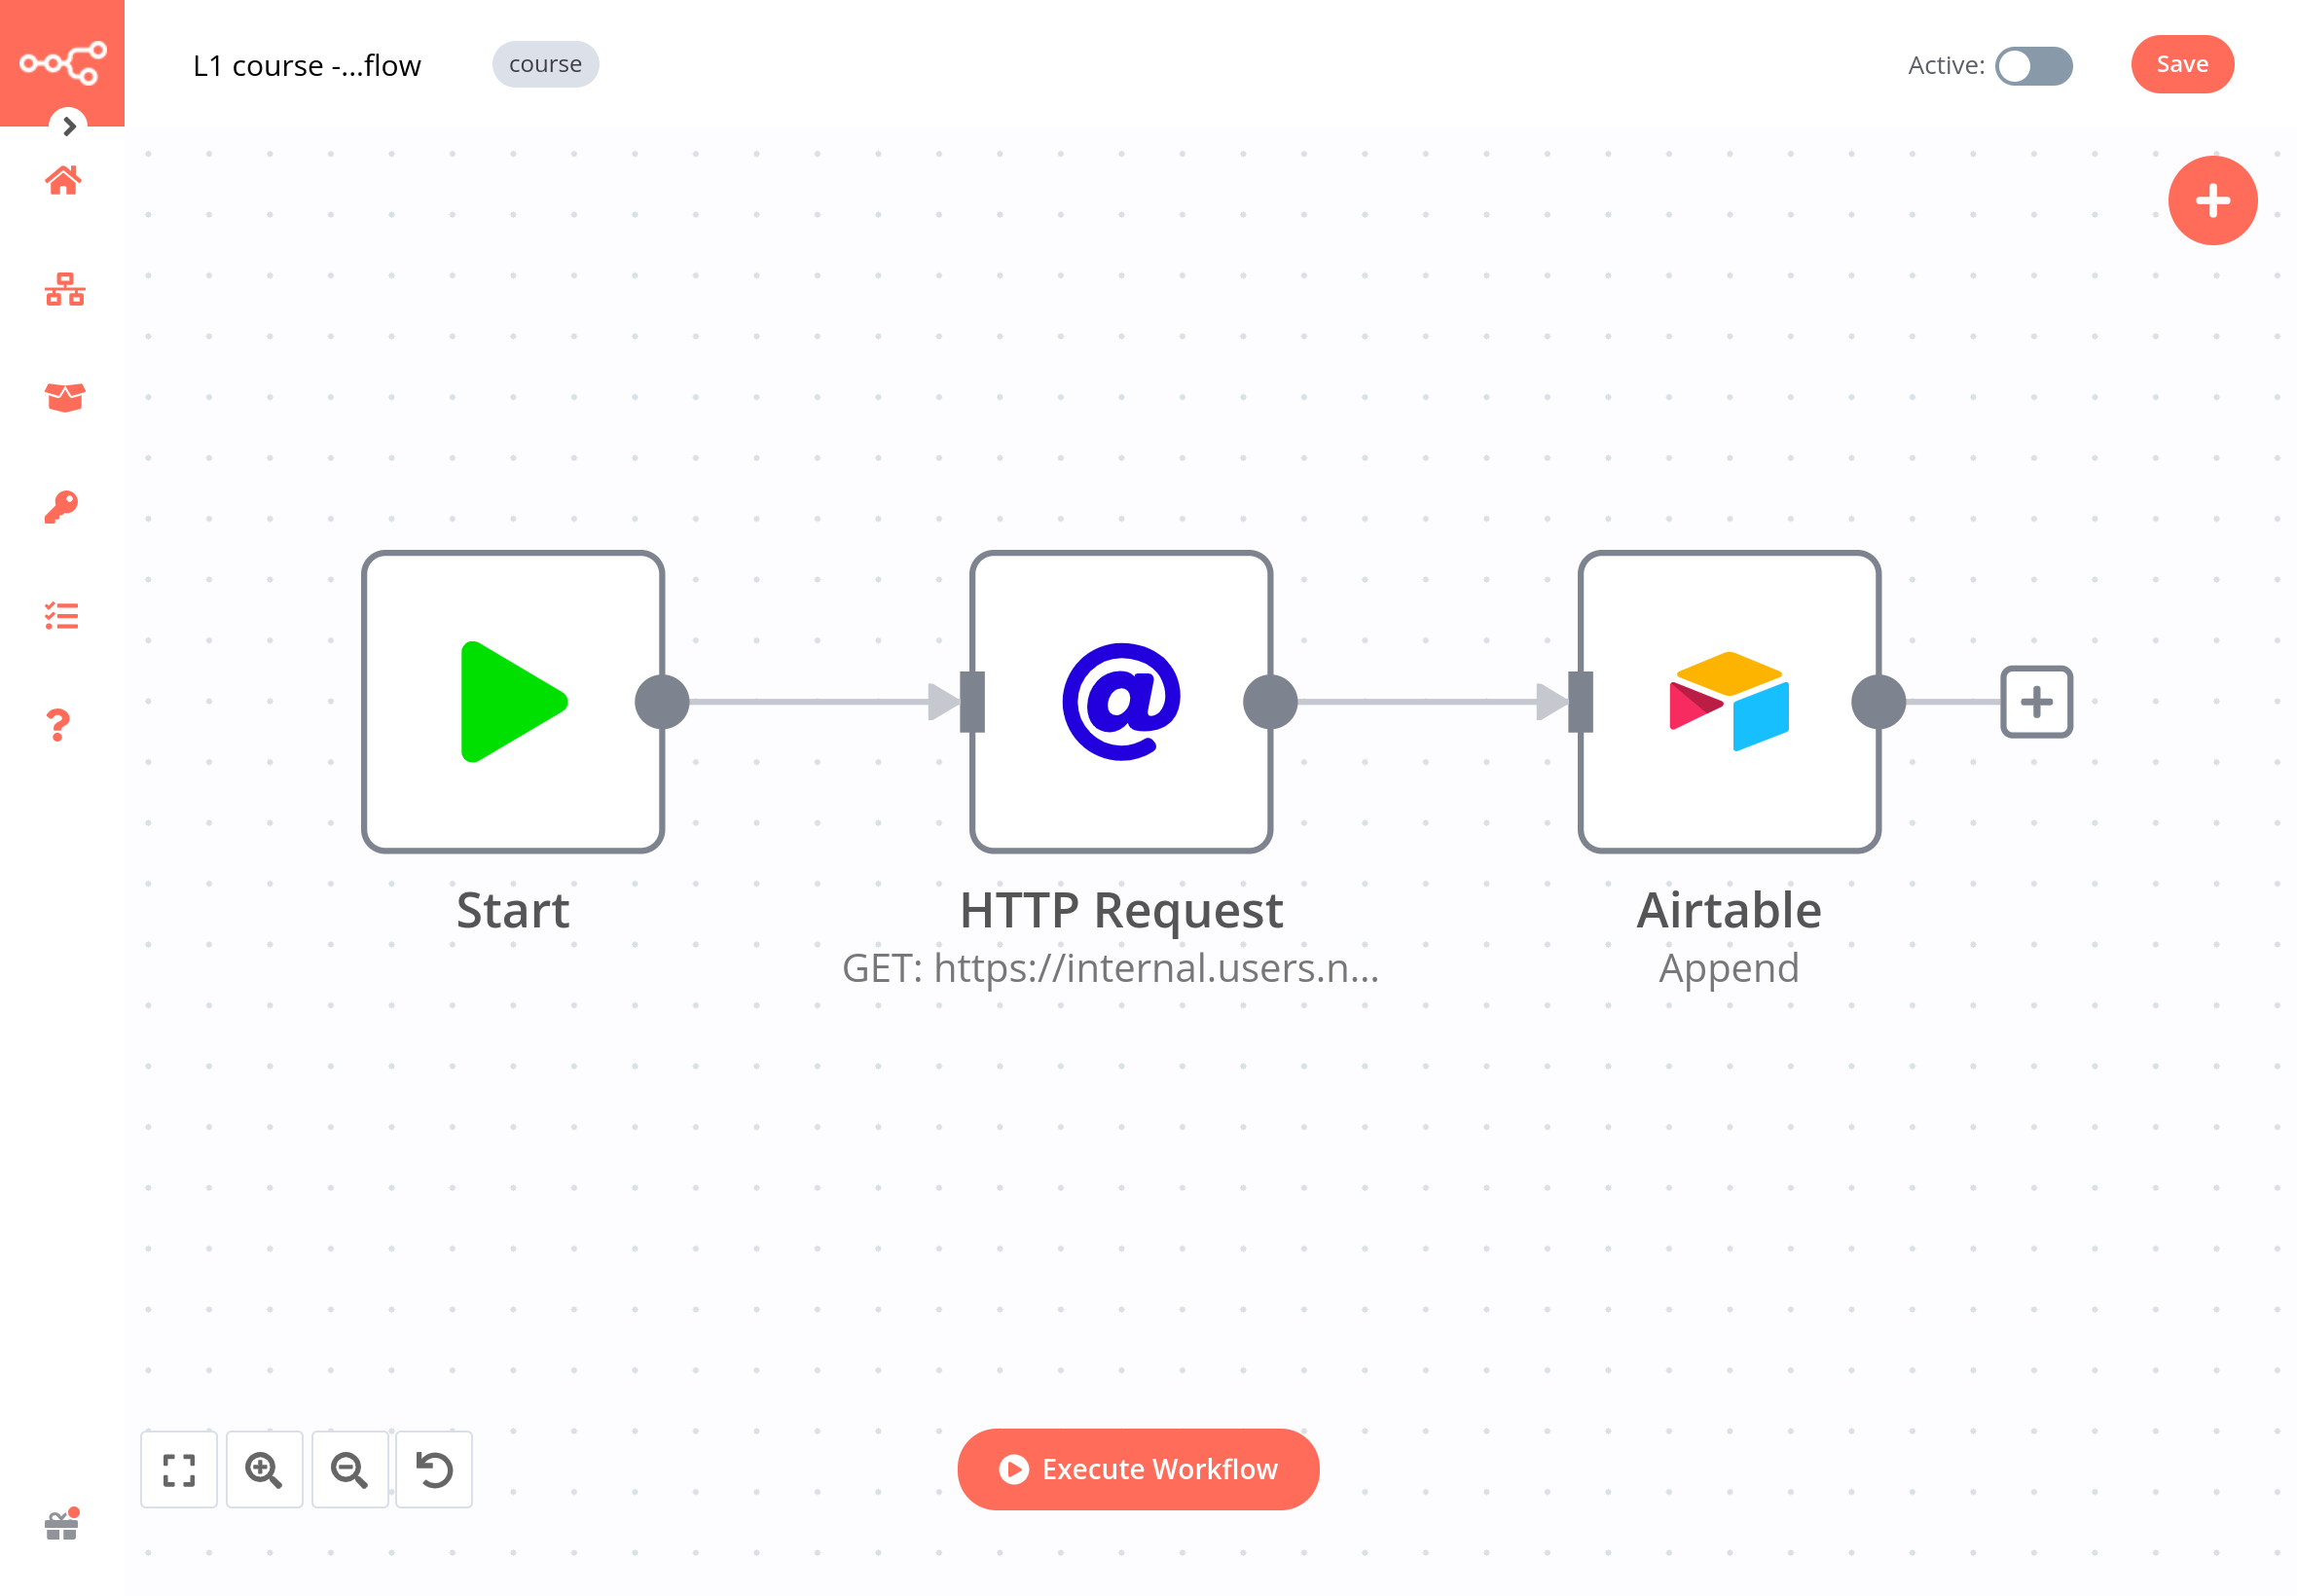 L1 course -...flow
course
Active:
Save
Start
HTTP Request
GET: https://internal.users.n...
Airtable
Append
Execute Workflow